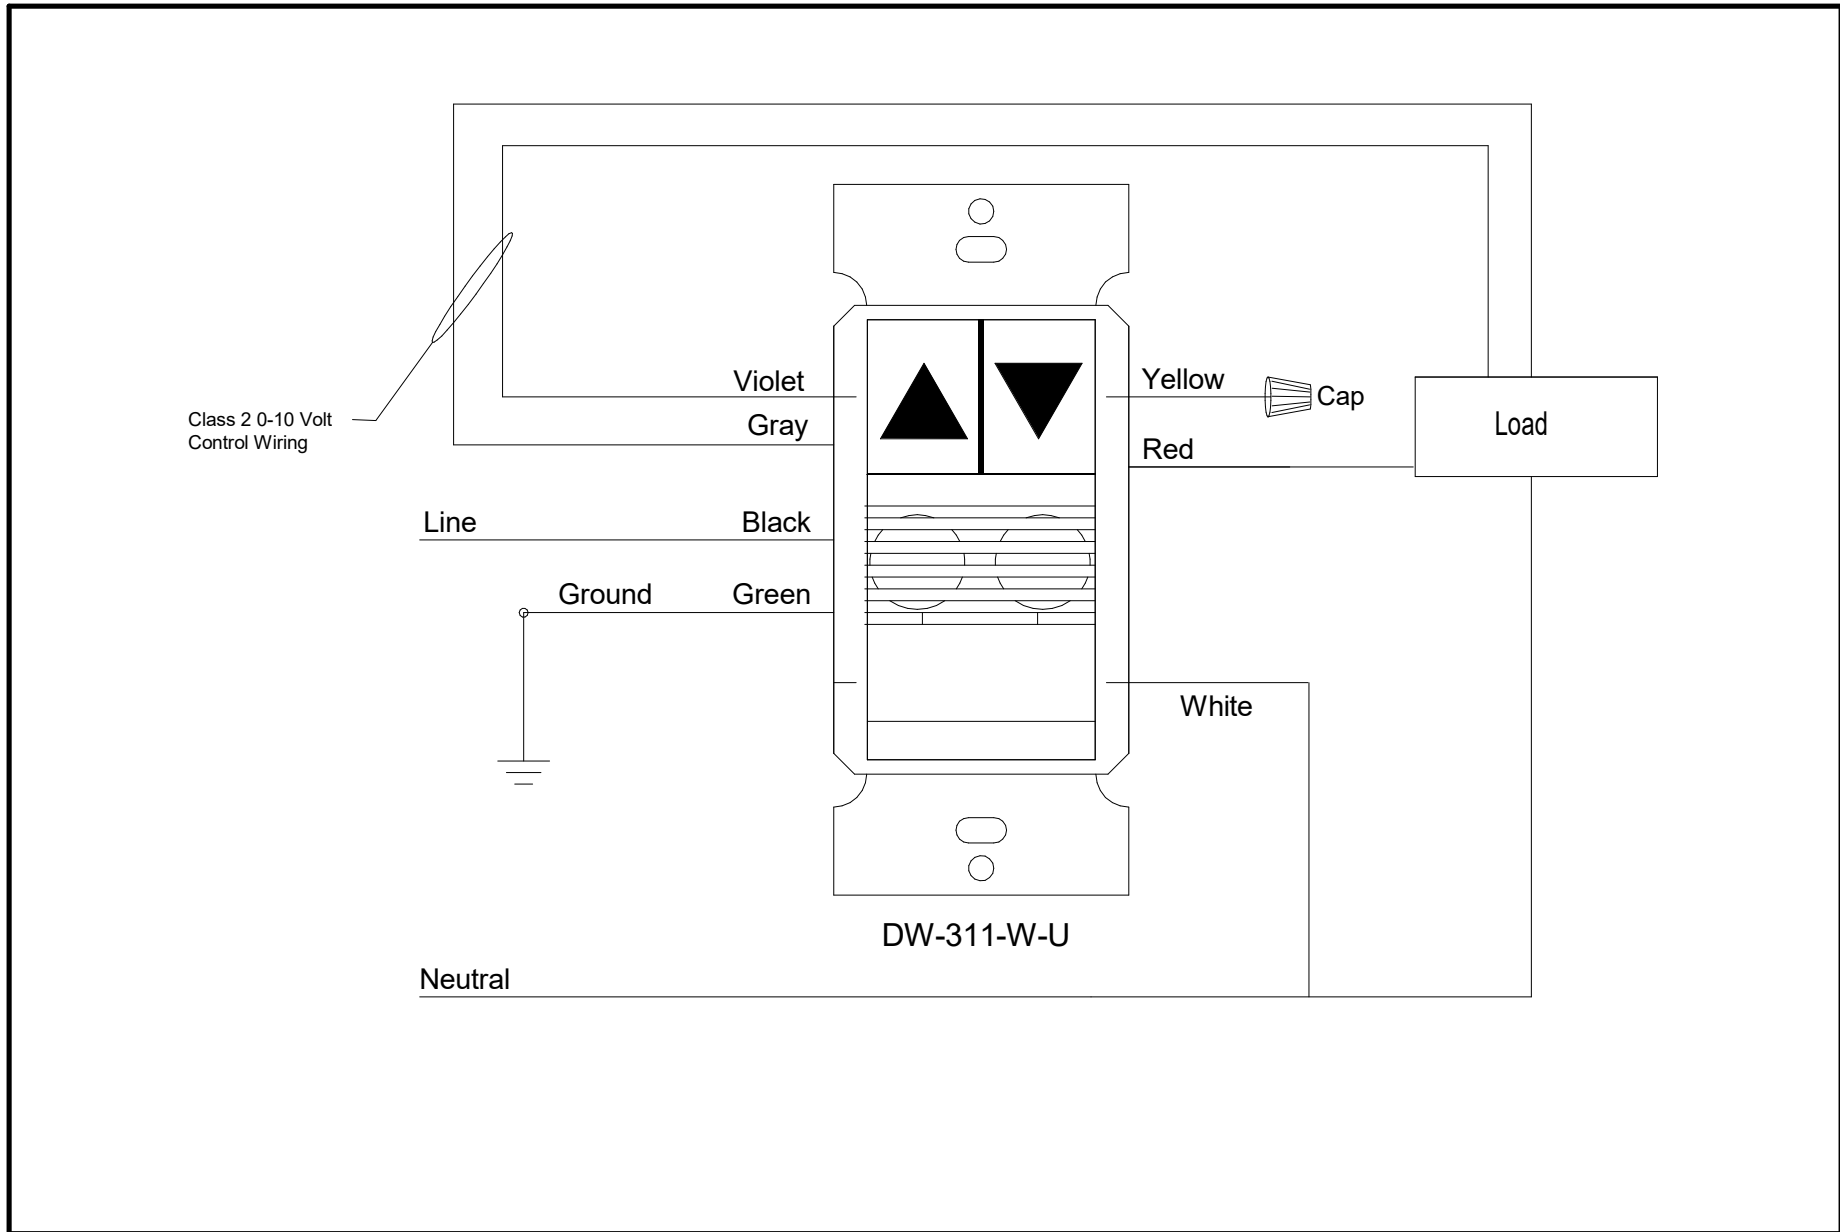 Violet
Yellow
Cap
Class 2 0-10 Volt
Control Wiring
Gray
Load
Red
Line
Black
Ground
Green
White
DW-311-W-U
Neutral